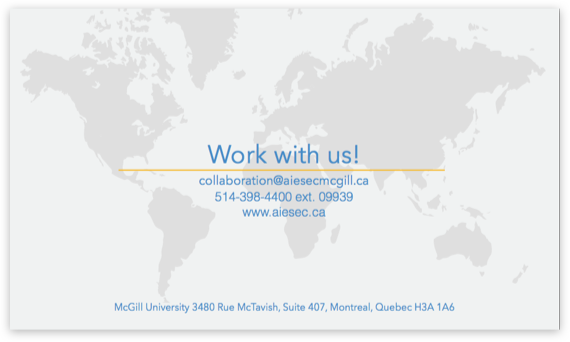 Work with us!
collaboration@aiesecmcgill.ca
514-398-4400 ext. 09939
www.aiesec.ca
McGill University 3480 Rue McTavish, Suite 407, Montreal, Quebec H3A 1A6